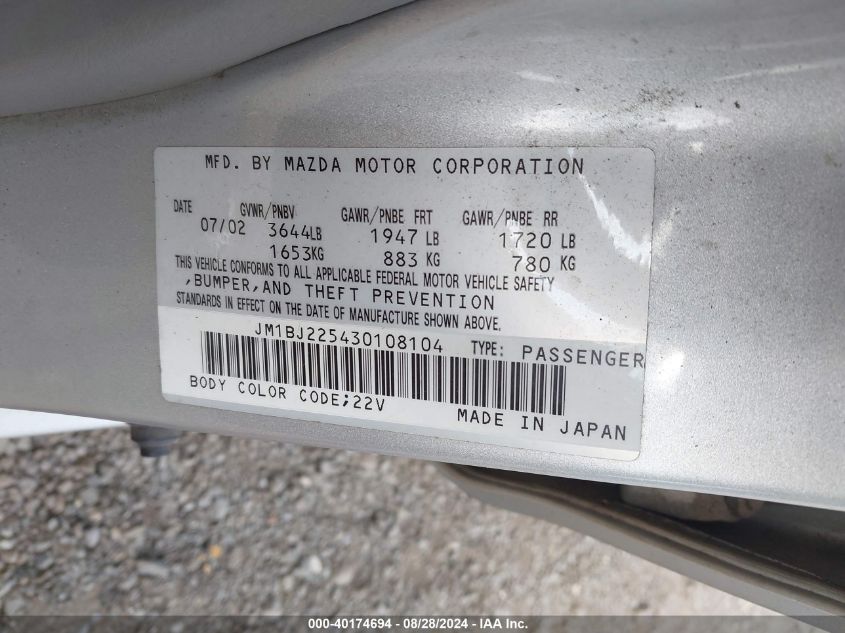 MFD. BY MAZDA MOTOR CORPORATION
DATE GVWR/PNBV GAWR/PNBE FRT GAWR/PNBE RR
07/02 3644LB 1947 LB 1720 LB
1653KG 883 KG 780 KG
THIS VEHICLE CONFORMS TO ALL APPLICABLE FEDERAL MOTOR VEHICLE SAFETY
,BUMPER,AND THEFT PREVENTION
STANDARDS IN EFFECT ON THE DATE OF MANUFACTURE SHOWN ABOVE.
JM1BJ225430108104 TYPE: PASSENGER
BODY COLOR CODE;22V MADE IN JAPAN
000-40174694 - 08/28/2024 - IAA Inc.